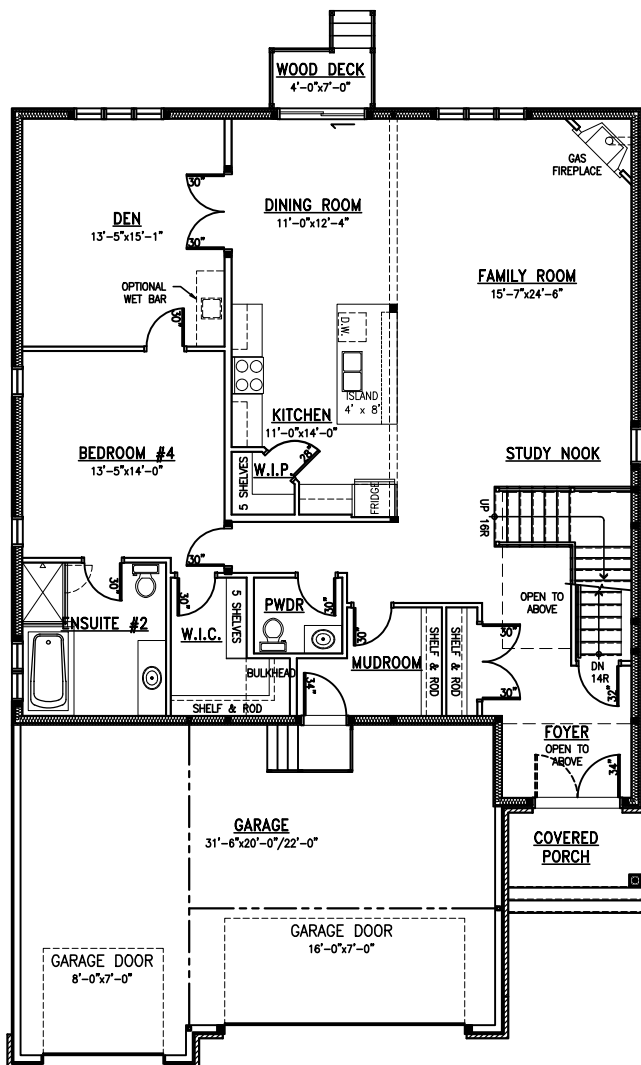 WOOD DECK
4'-0"x7'-0"
GAS
FIREPLACE
30"
DINING ROOM
11'-0"x12'-4"
DEN
13'-5"x15'-1"
30"
FAMILY ROOM
15'-7"x24'-6"
OPTIONAL
WET BAR
30"
D.W.
ISLAND
4' x 8'
KITCHEN
11'-0"x14'-0"
BEDROOM #4
13'-5"x14'-0"
28"
W.I.P.
5 SHELVES
STUDY NOOK
FRIDGE
UP
16R
30"
30"
ENSUITE #2
30"
W.I.C.
5 SHELVES
PWDR
30"
OPEN TO
ABOVE
30"
MUDROOM
SHELF & ROD
SHELF & ROD
30"
30"
DN
14R
32"
BULKHEAD
34"
SHELF & ROD
FOYER
OPEN TO
ABOVE
34"
GARAGE
31'-6"x20'-0"/22'-0"
COVERED
PORCH
GARAGE DOOR
16'-0"x7'-0"
GARAGE DOOR
8'-0"x7'-0"